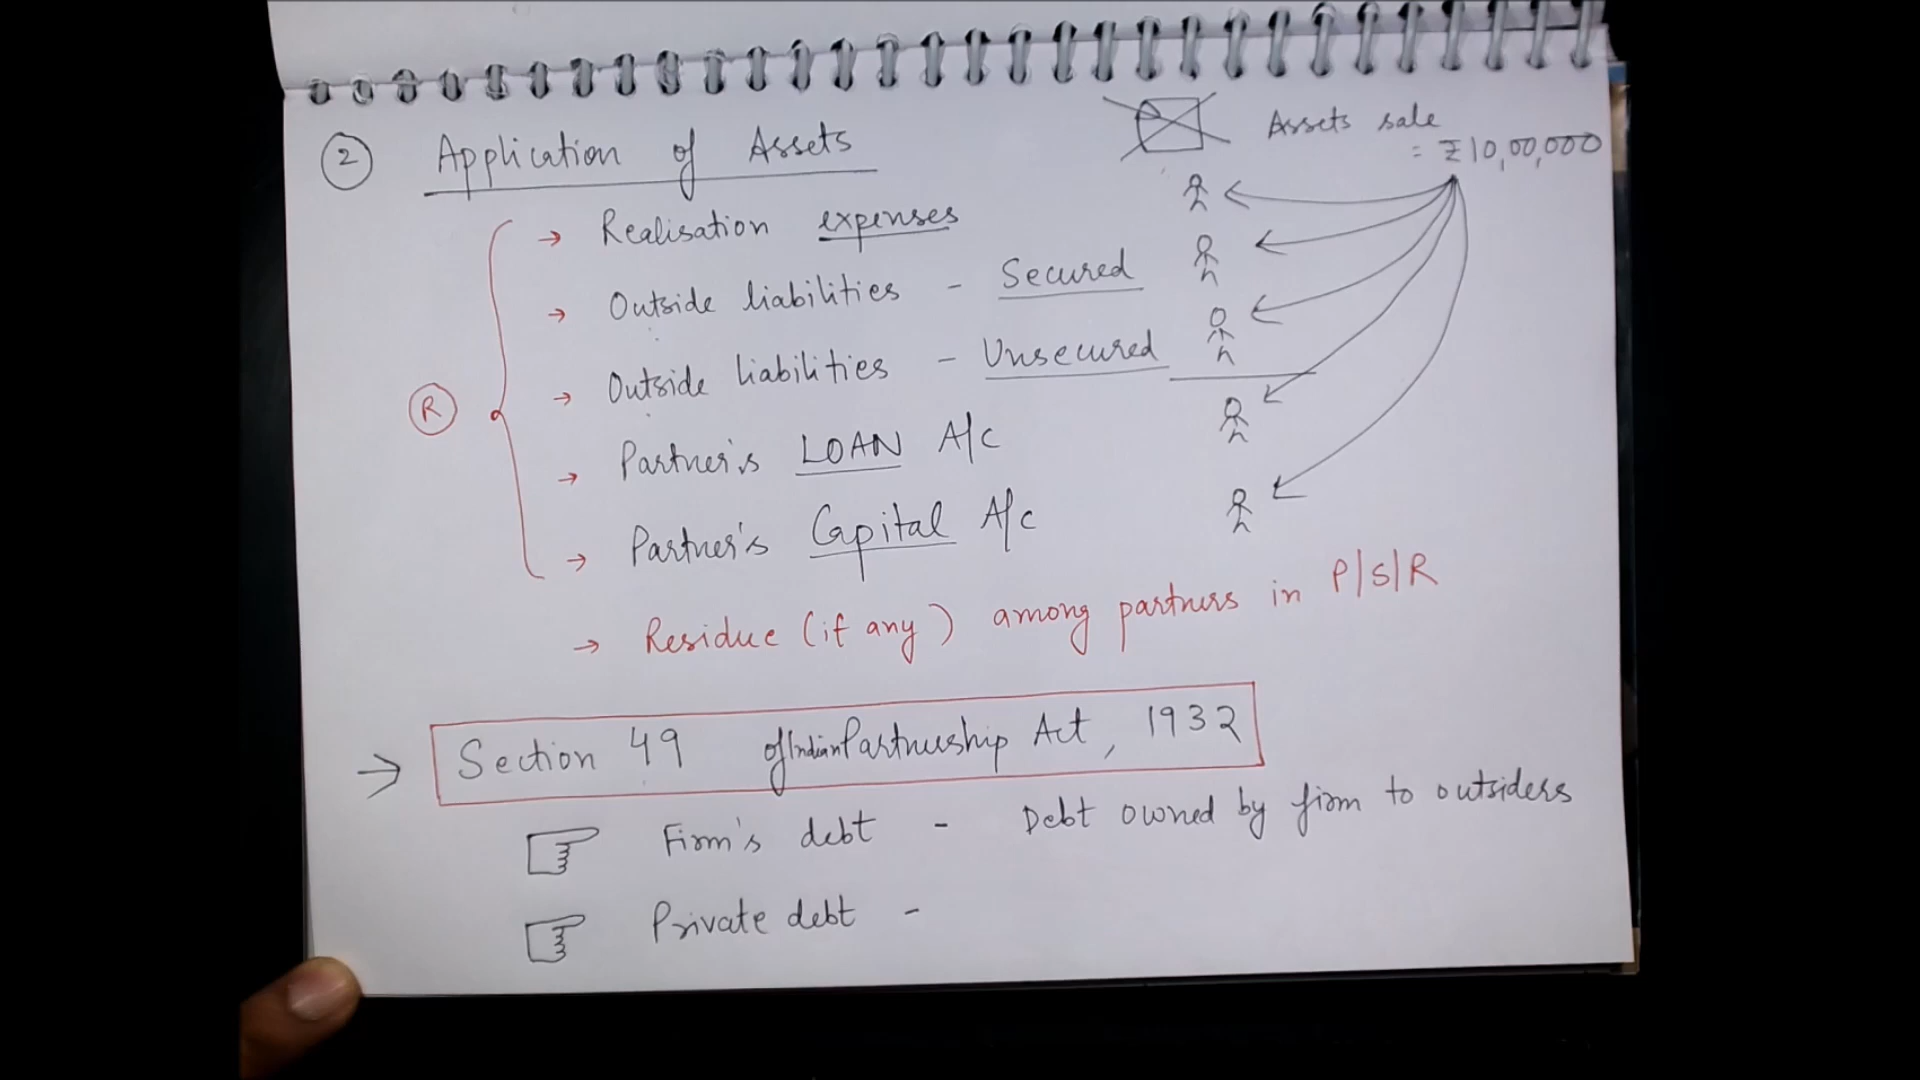 2 Application of Assets
Assets sale
= ₹10,00,000
→ Realisation expenses
→ Outside liabilities - Secured
→ Outside liabilities - Unsecured
R
→ Partner's LOAN A/c
→ Partner's Capital A/c
→ Residue (if any) among partners in P/S/R
→ Section 49 of Indian Partnership Act, 1932
Firm's debt - Debt owned by firm to outsiders
Private debt -